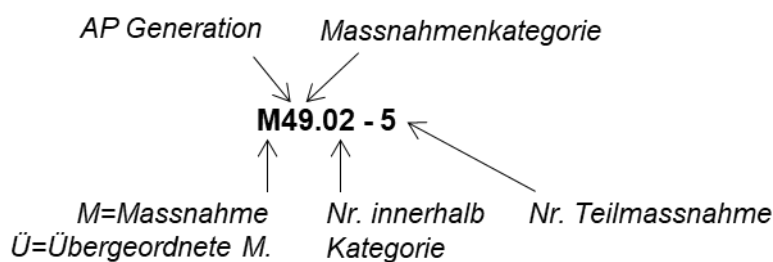 AP Generation Massnahmenkategorie
M49.02 - 5
M=Massnahme Nr. innerhalb Nr. Teilmassnahme
Ü=Übergeordnete M. Kategorie